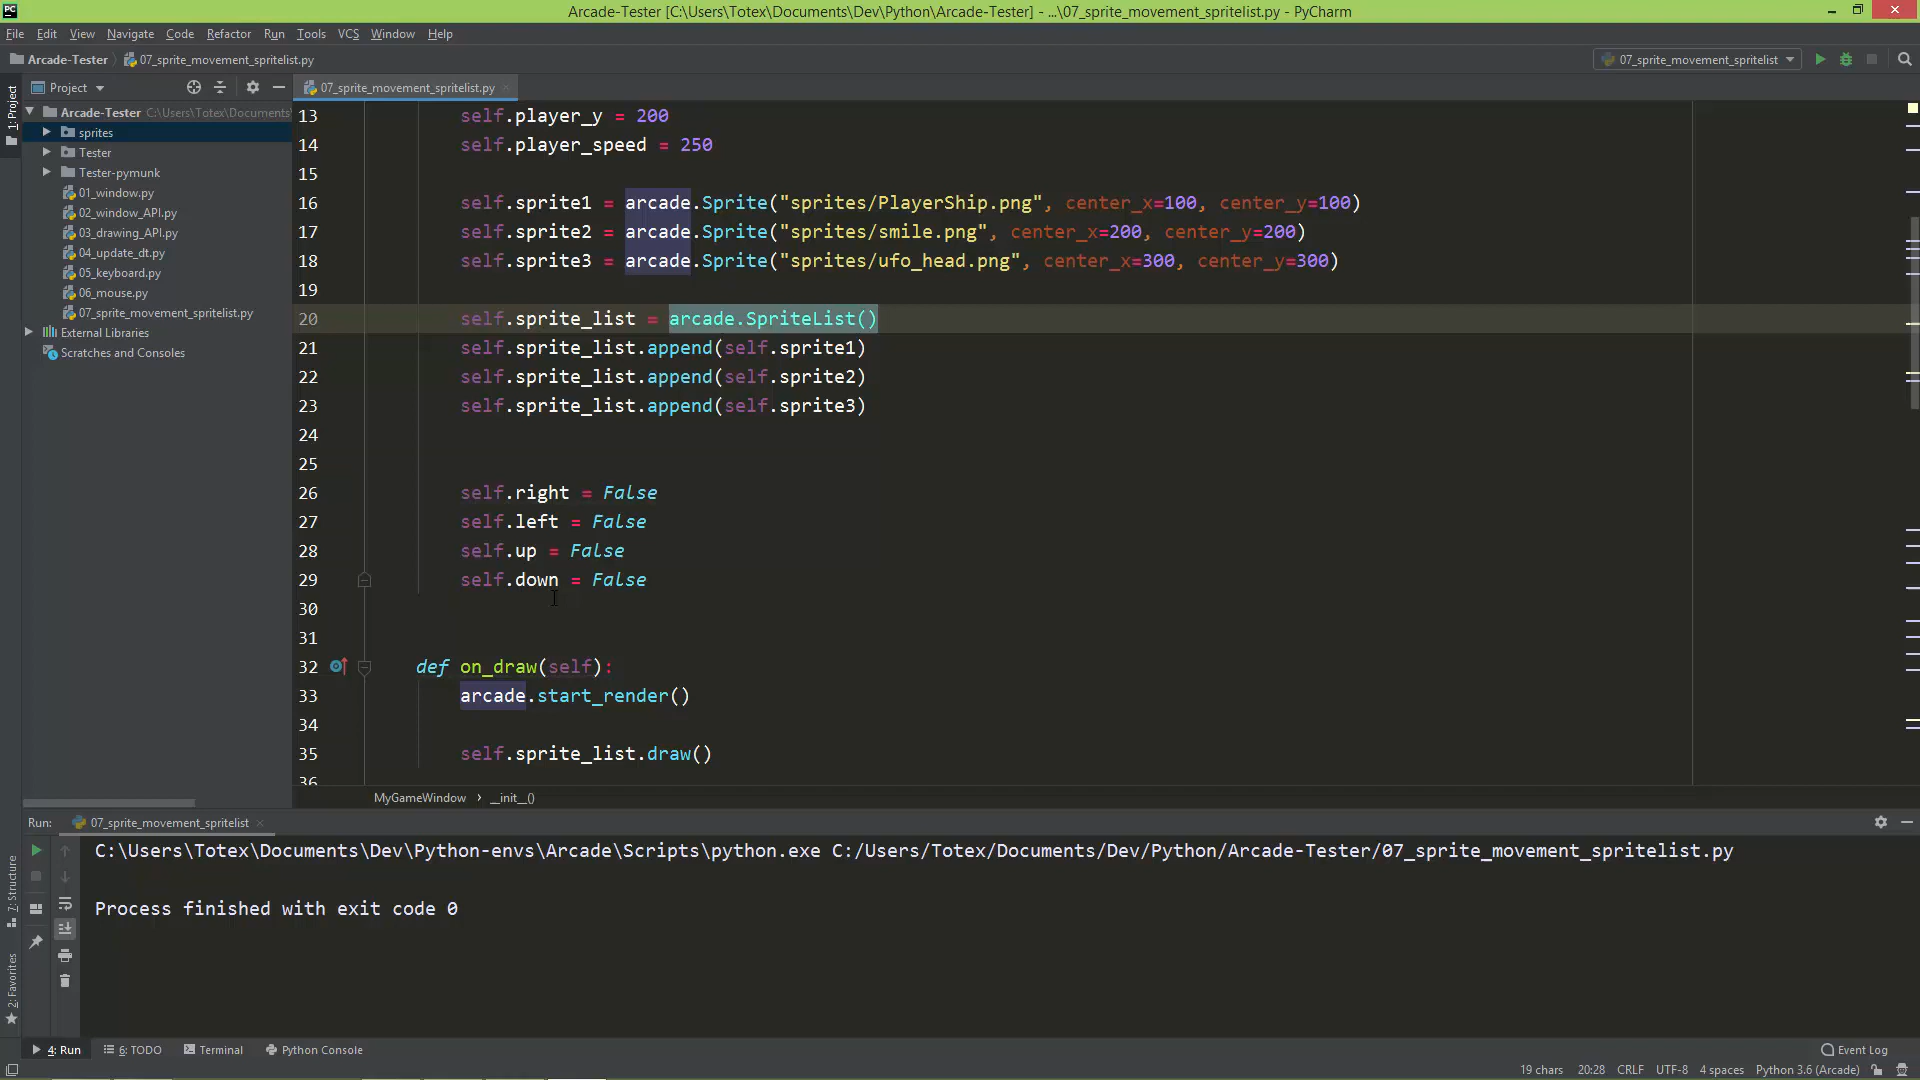 PC
Arcade-Tester [C:\Users\Totex\Documents\Dev\Python\Arcade-Tester] - ...\07_sprite_movement_spritelist.py - PyCharm
File Edit View Navigate Code Refactor Run Tools VCS Window Help
Arcade-Tester 07_sprite_movement_spritelist.py
07_sprite_movement_spritelist
1: Project
Project
07_sprite_movement_spritelist.py
Arcade-Tester C:\Users\Totex\Documents
sprites
Tester
Tester-pymunk
01_window.py
02_window_API.py
03_drawing_API.py
04_update_dt.py
05_keyboard.py
06_mouse.py
07_sprite_movement_spritelist.py
External Libraries
Scratches and Consoles
13 self.player_y = 200
14 self.player_speed = 250
15
16 self.sprite1 = arcade.Sprite("sprites/PlayerShip.png", center_x=100, center_y=100)
17 self.sprite2 = arcade.Sprite("sprites/smile.png", center_x=200, center_y=200)
18 self.sprite3 = arcade.Sprite("sprites/ufo_head.png", center_x=300, center_y=300)
19
20 self.sprite_list = arcade.SpriteList()
21 self.sprite_list.append(self.sprite1)
22 self.sprite_list.append(self.sprite2)
23 self.sprite_list.append(self.sprite3)
24
25
26 self.right = False
27 self.left = False
28 self.up = False
29 self.down = False
30
31
32 def on_draw(self):
33 arcade.start_render()
34
35 self.sprite_list.draw()
36
MyGameWindow › __init__()
Run: 07_sprite_movement_spritelist
C:\Users\Totex\Documents\Dev\Python-envs\Arcade\Scripts\python.exe C:/Users/Totex/Documents/Dev/Python/Arcade-Tester/07_sprite_movement_spritelist.py
Process finished with exit code 0
7: Structure
2: Favorites
4: Run 6: TODO Terminal Python Console Event Log
19 chars 20:28 CRLF UTF-8 4 spaces Python 3.6 (Arcade)